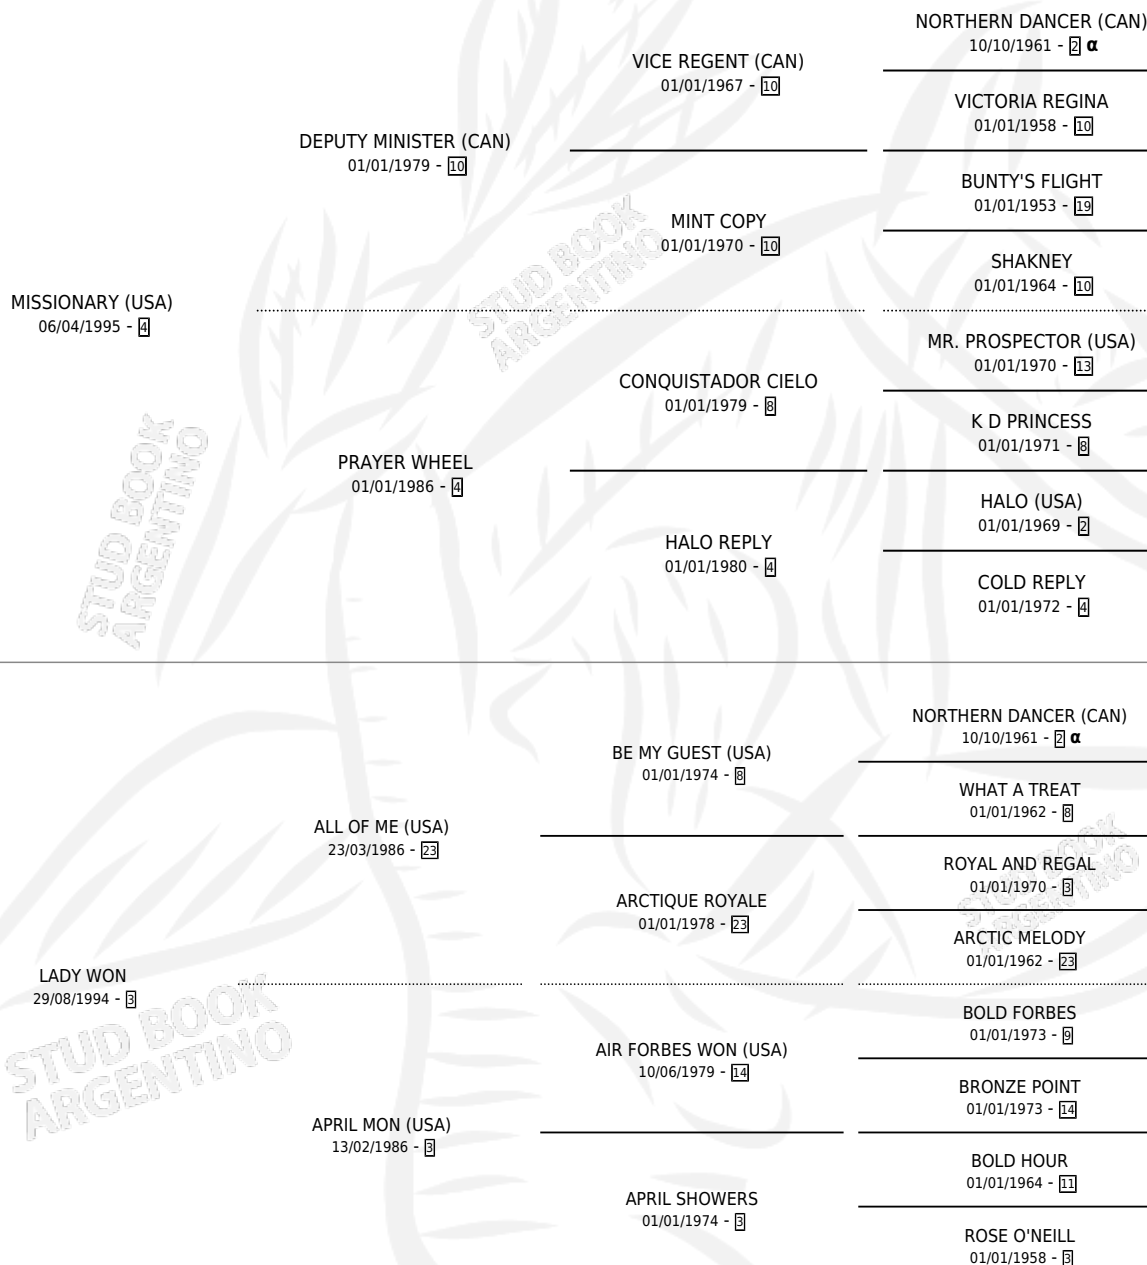 NORTHERN DANCER (CAN)
10/10/1961 - 2 α
VICE REGENT (CAN)
01/01/1967 - 10
VICTORIA REGINA
01/01/1958 - 10
DEPUTY MINISTER (CAN)
01/01/1979 - 10
BUNTY'S FLIGHT
01/01/1953 - 19
MINT COPY
01/01/1970 - 10
SHAKNEY
01/01/1964 - 10
MISSIONARY (USA)
06/04/1995 - 4
MR. PROSPECTOR (USA)
01/01/1970 - 13
CONQUISTADOR CIELO
01/01/1979 - 8
K D PRINCESS
01/01/1971 - 8
PRAYER WHEEL
01/01/1986 - 4
HALO (USA)
01/01/1969 - 2
HALO REPLY
01/01/1980 - 4
COLD REPLY
01/01/1972 - 4
NORTHERN DANCER (CAN)
10/10/1961 - 2 α
BE MY GUEST (USA)
01/01/1974 - 8
WHAT A TREAT
01/01/1962 - 8
ALL OF ME (USA)
23/03/1986 - 23
ROYAL AND REGAL
01/01/1970 - 3
ARCTIQUE ROYALE
01/01/1978 - 23
ARCTIC MELODY
01/01/1962 - 23
LADY WON
29/08/1994 - 3
BOLD FORBES
01/01/1973 - 9
AIR FORBES WON (USA)
10/06/1979 - 14
BRONZE POINT
01/01/1973 - 14
APRIL MON (USA)
13/02/1986 - 3
BOLD HOUR
01/01/1964 - 11
APRIL SHOWERS
01/01/1974 - 3
ROSE O'NEILL
01/01/1958 - 3
STUD BOOK
ARGENTINO
STUD BOOK
ARGENTINO
STUD BOOK
ARGENTINO
STUD BOOK
ARGENTINO